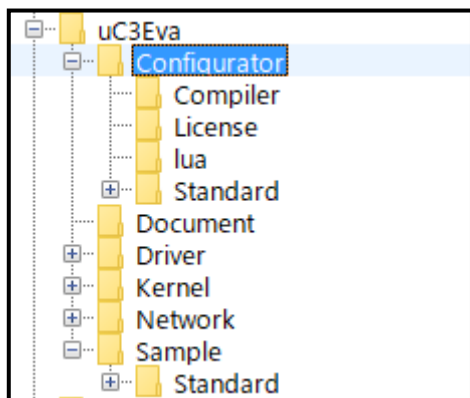 uC3Eva
Configurator
Compiler
License
lua
Standard
Document
Driver
Kernel
Network
Sample
Standard